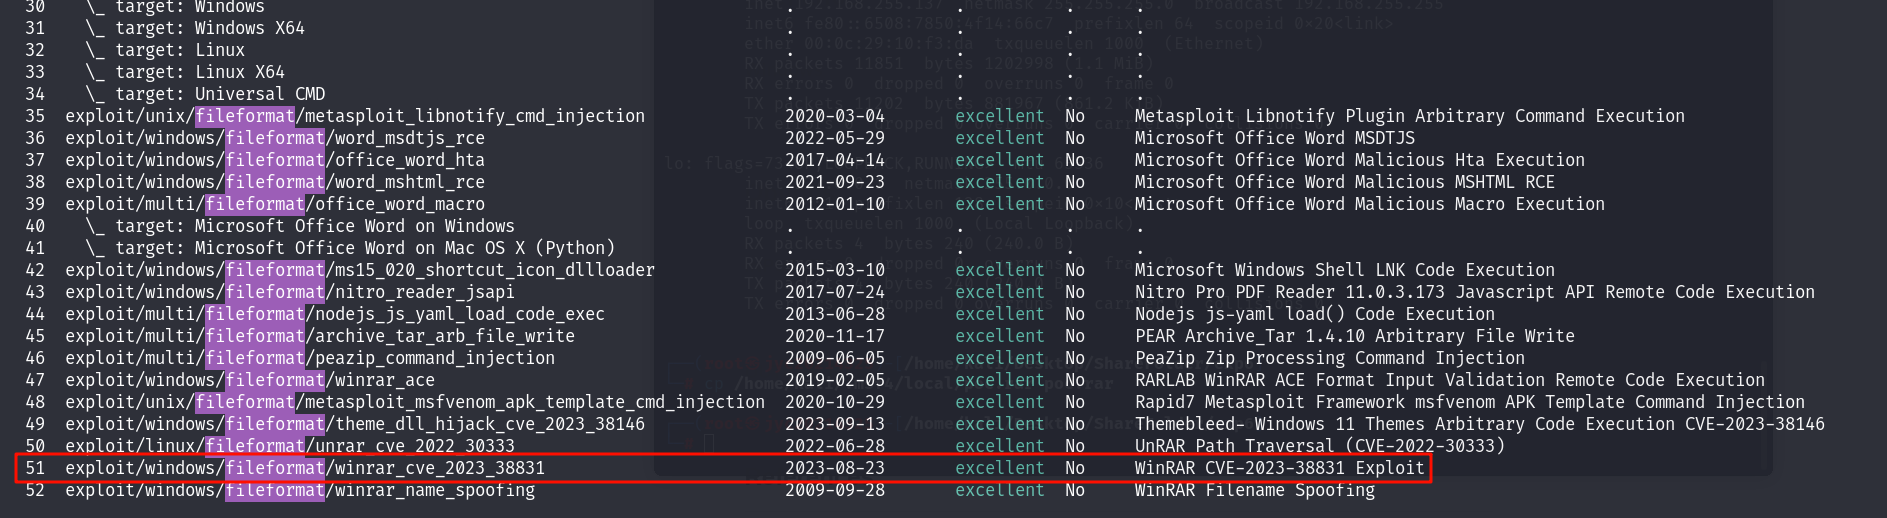 30 \_ target: Windows . . . .
31 \_ target: Windows X64 . . . .
32 \_ target: Linux . . . .
33 \_ target: Linux X64 . . . .
34 \_ target: Universal CMD . . . .
35 exploit/unix/fileformat/metasploit_libnotify_cmd_injection 2020-03-04 excellent No Metasploit Libnotify Plugin Arbitrary Command Execution
36 exploit/windows/fileformat/word_msdtjs_rce 2022-05-29 excellent No Microsoft Office Word MSDTJS
37 exploit/windows/fileformat/office_word_hta 2017-04-14 excellent No Microsoft Office Word Malicious Hta Execution
38 exploit/windows/fileformat/word_mshtml_rce 2021-09-23 excellent No Microsoft Office Word Malicious MSHTML RCE
39 exploit/multi/fileformat/office_word_macro 2012-01-10 excellent No Microsoft Office Word Malicious Macro Execution
40 \_ target: Microsoft Office Word on Windows . . . .
41 \_ target: Microsoft Office Word on Mac OS X (Python) . . . .
42 exploit/windows/fileformat/ms15_020_shortcut_icon_dllloader 2015-03-10 excellent No Microsoft Windows Shell LNK Code Execution
43 exploit/windows/fileformat/nitro_reader_jsapi 2017-07-24 excellent No Nitro Pro PDF Reader 11.0.3.173 Javascript API Remote Code Execution
44 exploit/multi/fileformat/nodejs_js_yaml_load_code_exec 2013-06-28 excellent No Nodejs js-yaml load() Code Execution
45 exploit/multi/fileformat/archive_tar_arb_file_write 2020-11-17 excellent No PEAR Archive_Tar 1.4.10 Arbitrary File Write
46 exploit/multi/fileformat/peazip_command_injection 2009-06-05 excellent No PeaZip Zip Processing Command Injection
47 exploit/windows/fileformat/winrar_ace 2019-02-05 excellent No RARLAB WinRAR ACE Format Input Validation Remote Code Execution
48 exploit/unix/fileformat/metasploit_msfvenom_apk_template_cmd_injection 2020-10-29 excellent No Rapid7 Metasploit Framework msfvenom APK Template Command Injection
49 exploit/windows/fileformat/theme_dll_hijack_cve_2023_38146 2023-09-13 excellent No Themebleed- Windows 11 Themes Arbitrary Code Execution CVE-2023-38146
50 exploit/linux/fileformat/unrar_cve_2022_30333 2022-06-28 excellent No UnRAR Path Traversal (CVE-2022-30333)
51 exploit/windows/fileformat/winrar_cve_2023_38831 2023-08-23 excellent No WinRAR CVE-2023-38831 Exploit
52 exploit/windows/fileformat/winrar_name_spoofing 2009-09-28 excellent No WinRAR Filename Spoofing